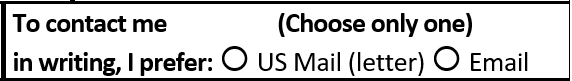 To contact me (Choose only one)
in writing, I prefer: ○ US Mail (letter) ○ Email